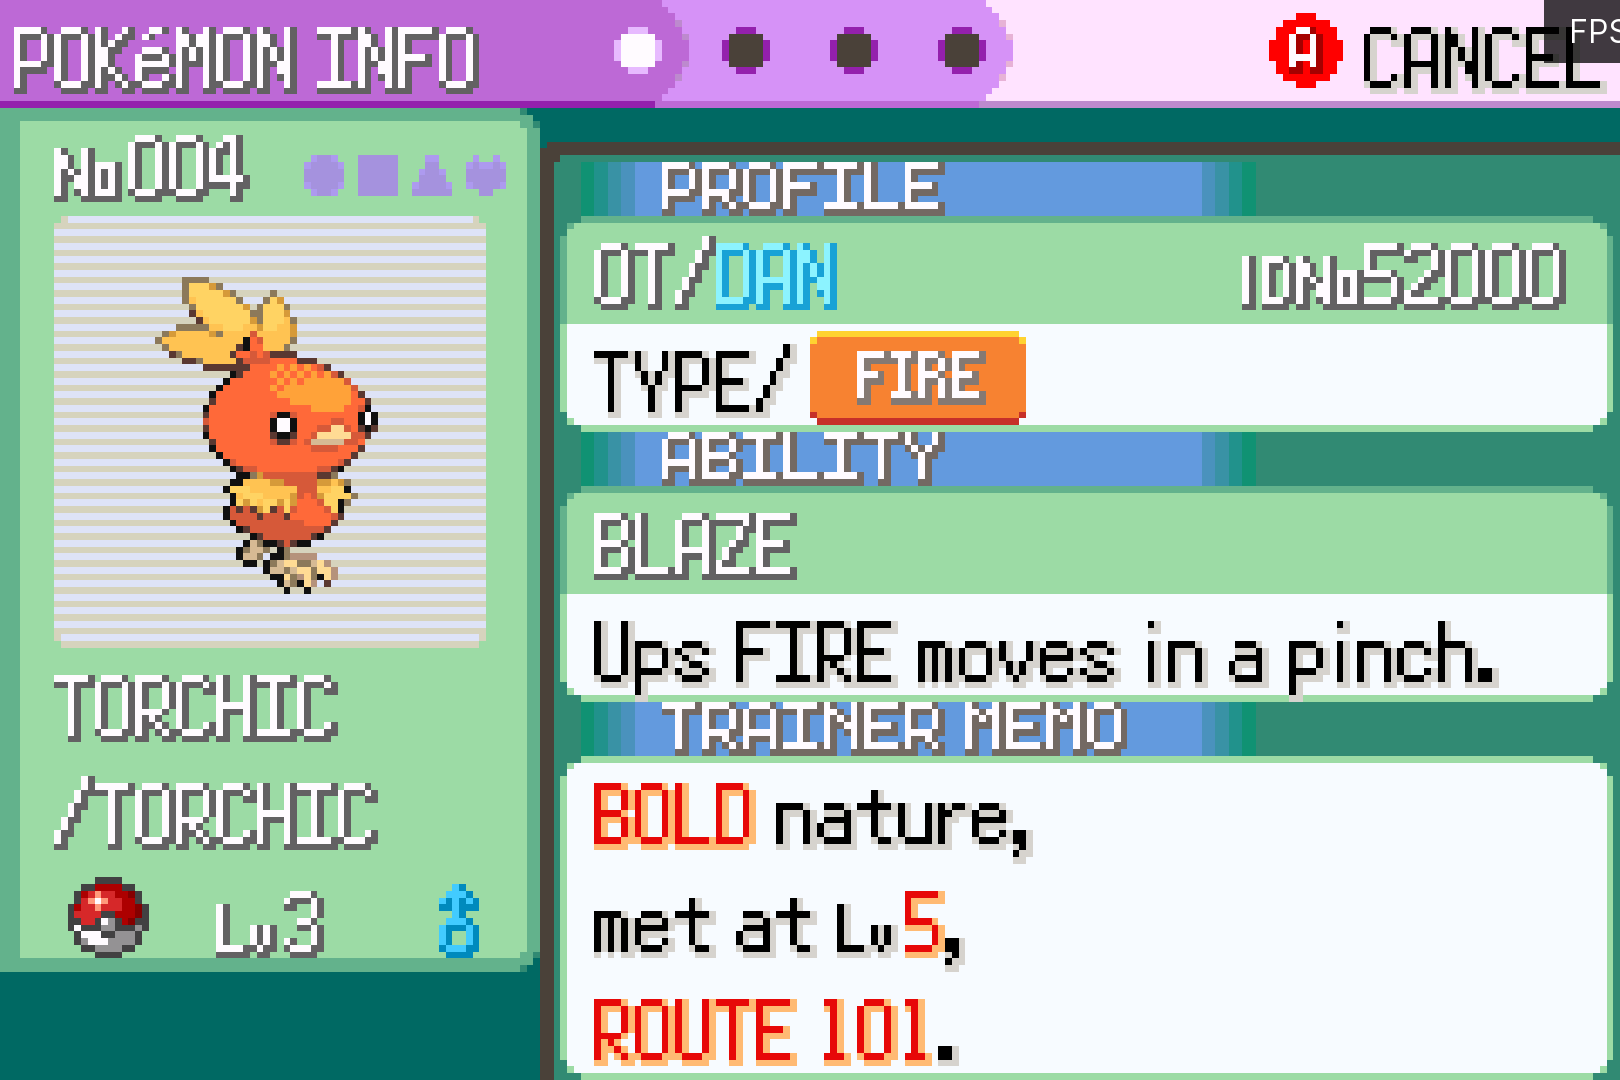 POKéMON INFO
A CANCEL
FPS
No004
PROFILE
OT/DAN
IDNo52000
TYPE/ FIRE
ABILITY
BLAZE
Ups FIRE moves in a pinch.
TRAINER MEMO
TORCHIC
/TORCHIC
Lv3 ♂
BOLD nature,
met at Lv5,
ROUTE 101.